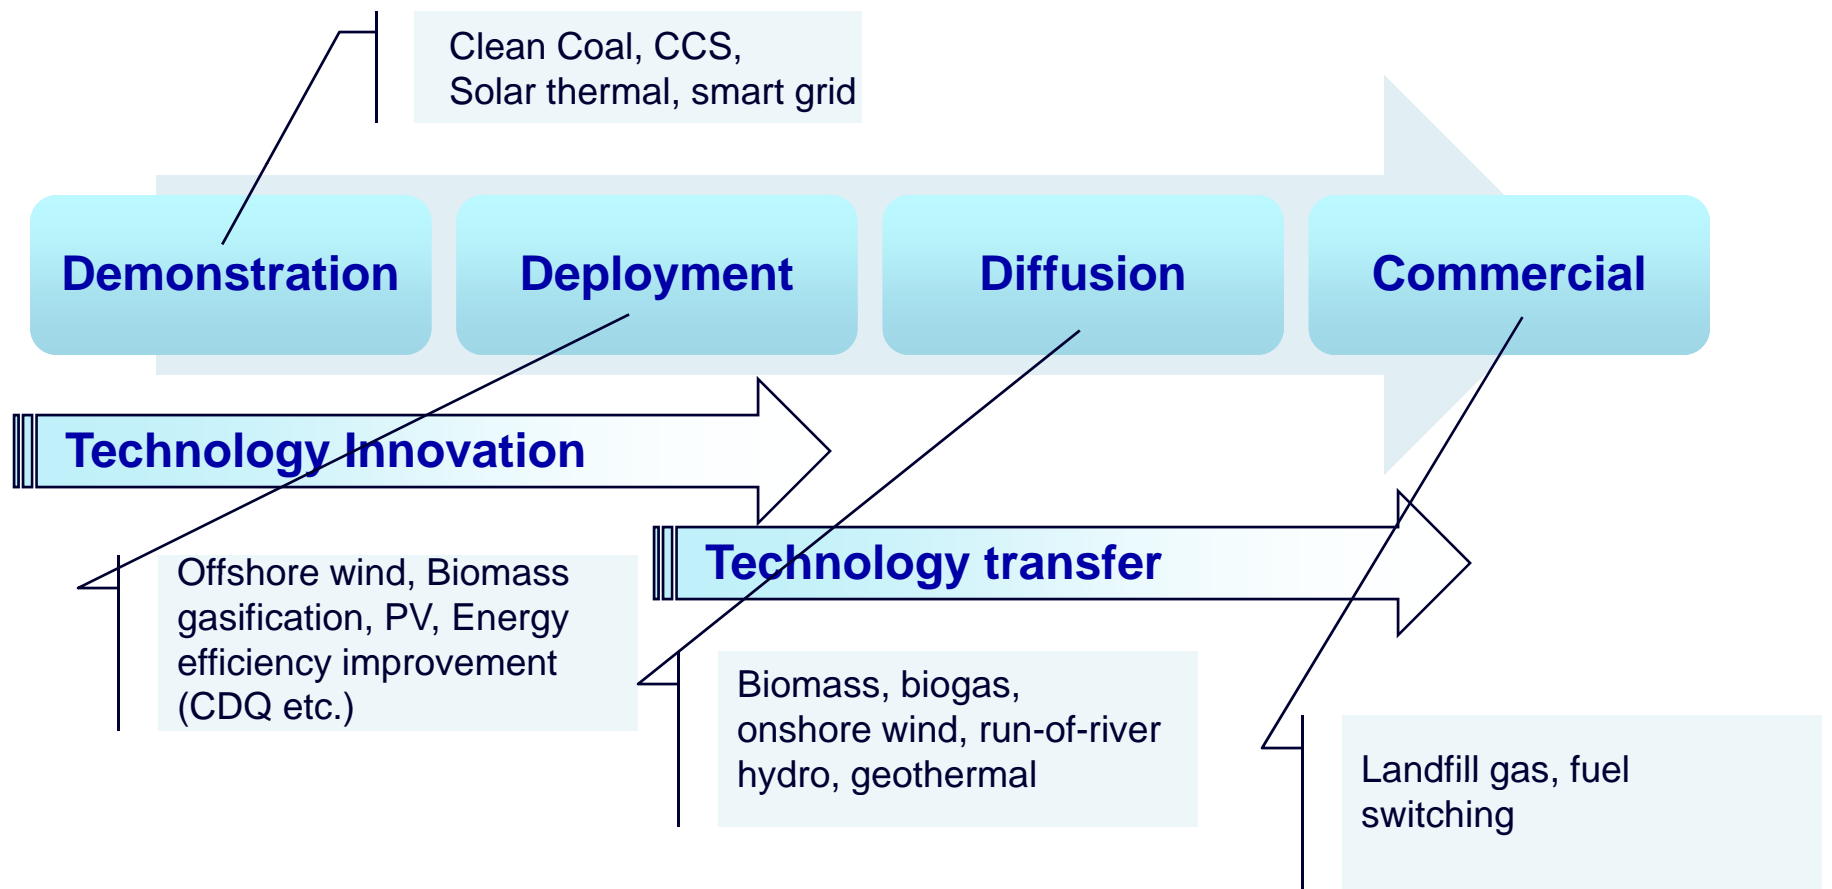 Clean Coal, CCS,
Solar thermal, smart grid
Demonstration
Deployment
Diffusion
Commercial
Technology Innovation
Technology transfer
Offshore wind, Biomass
gasification, PV, Energy
efficiency improvement
(CDQ etc.)
Biomass, biogas,
onshore wind, run-of-river
hydro, geothermal
Landfill gas, fuel
switching